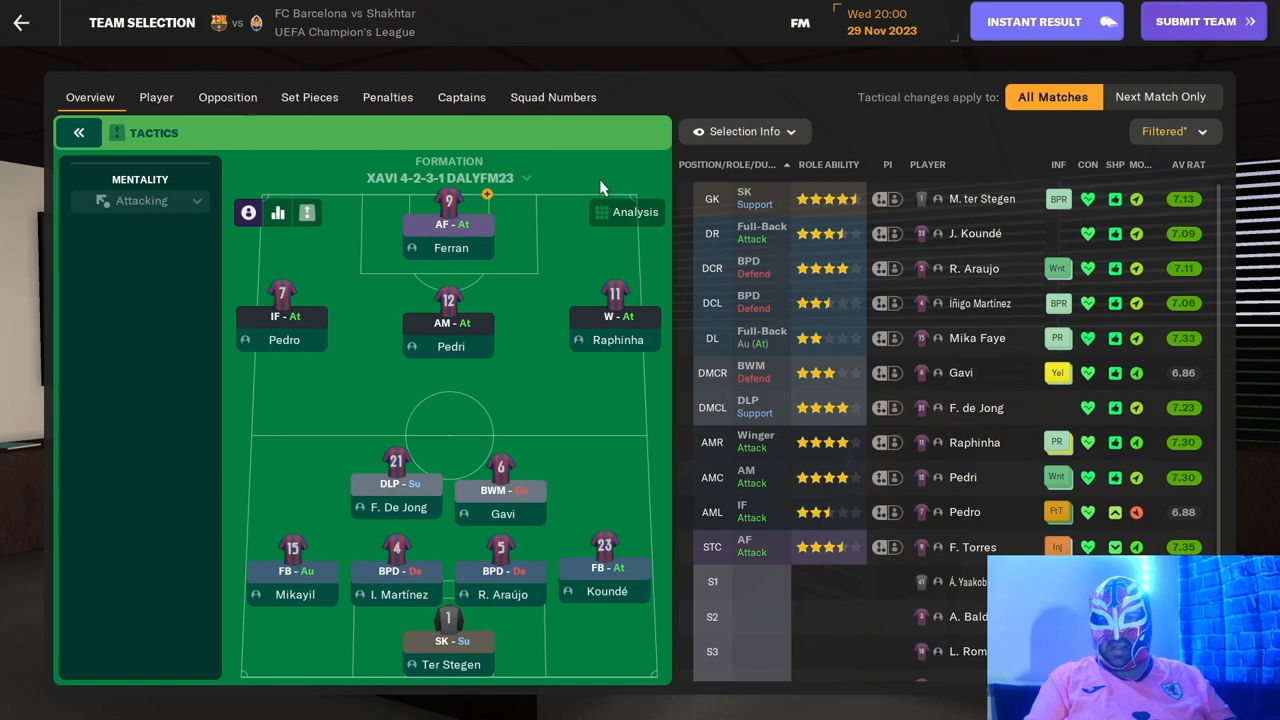 TEAM SELECTION
vs
FC Barcelona vs Shakhtar
UEFA Champion's League
FM
Wed 20:00
29 Nov 2023
INSTANT RESULT
SUBMIT TEAM
Overview Player Opposition Set Pieces Penalties Captains Squad Numbers
Tactical changes apply to: All Matches Next Match Only
TACTICS
Selection Info
Filtered*
MENTALITY
Attacking
FORMATION
XAVI 4-2-3-1 DALYFM23
Analysis
9
AF - At
Ferran
7
IF - At
Pedro
12
AM - At
Pedri
11
W - At
Raphinha
21
DLP - Su
F. De Jong
6
BWM - De
Gavi
15
FB - Au
Mikayil
4
BPD - De
I. Martínez
5
BPD - De
R. Araújo
23
FB - At
Koundé
1
SK - Su
Ter Stegen
POSITION/ROLE/DU... ROLE ABILITY PI PLAYER INF CON SHP MO... AV RAT
GK SK Support M. ter Stegen BPR 7.13
DR Full-Back Attack J. Koundé 7.09
DCR BPD Defend R. Araujo Wnt 7.11
DCL BPD Defend Íñigo Martínez BPR 7.06
DL Full-Back Au (At) Mika Faye PR 7.33
DMCR BWM Defend Gavi Yel 6.86
DMCL DLP Support F. de Jong 7.23
AMR Winger Attack Raphinha PR 7.30
AMC AM Attack Pedri Wnt 7.30
AML IF Attack Pedro FtT 6.88
STC AF Attack F. Torres Inj 7.35
S1 Á. Yaakob
S2 A. Bald
S3 L. Rom